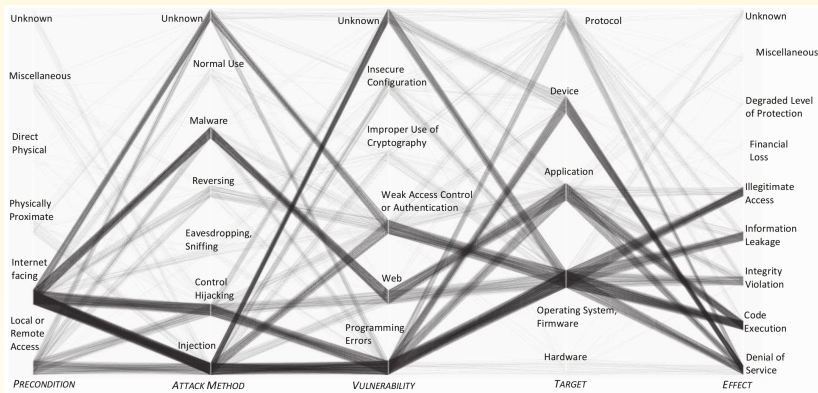 Unknown
Miscellaneous
Direct
Physical
Physically
Proximate
Internet
facing
Local or
Remote
Access
PRECONDITION
Unknown
Normal Use
Malware
Reversing
Eavesdropping,
Sniffing
Control
Hijacking
Injection
ATTACK METHOD
Unknown
Insecure
Configuration
Improper Use of
Cryptography
Weak Access Control
or Authentication
Web
Programming
Errors
VULNERABILITY
Protocol
Device
Application
Operating System,
Firmware
Hardware
TARGET
Unknown
Miscellaneous
Degraded Level
of Protection
Financial
Loss
Illegitimate
Access
Information
Leakage
Integrity
Violation
Code
Execution
Denial of
Service
EFFECT